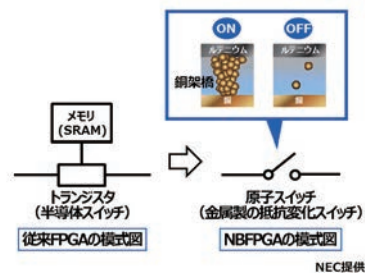 ON
OFF
ルテニウム
ルテニウム
銅架橋
銅
銅
メモリ
(SRAM)
トランジスタ
(半導体スイッチ)
従来FPGAの模式図
原子スイッチ
(金属製の抵抗変化スイッチ)
NBFPGAの模式図
NEC提供